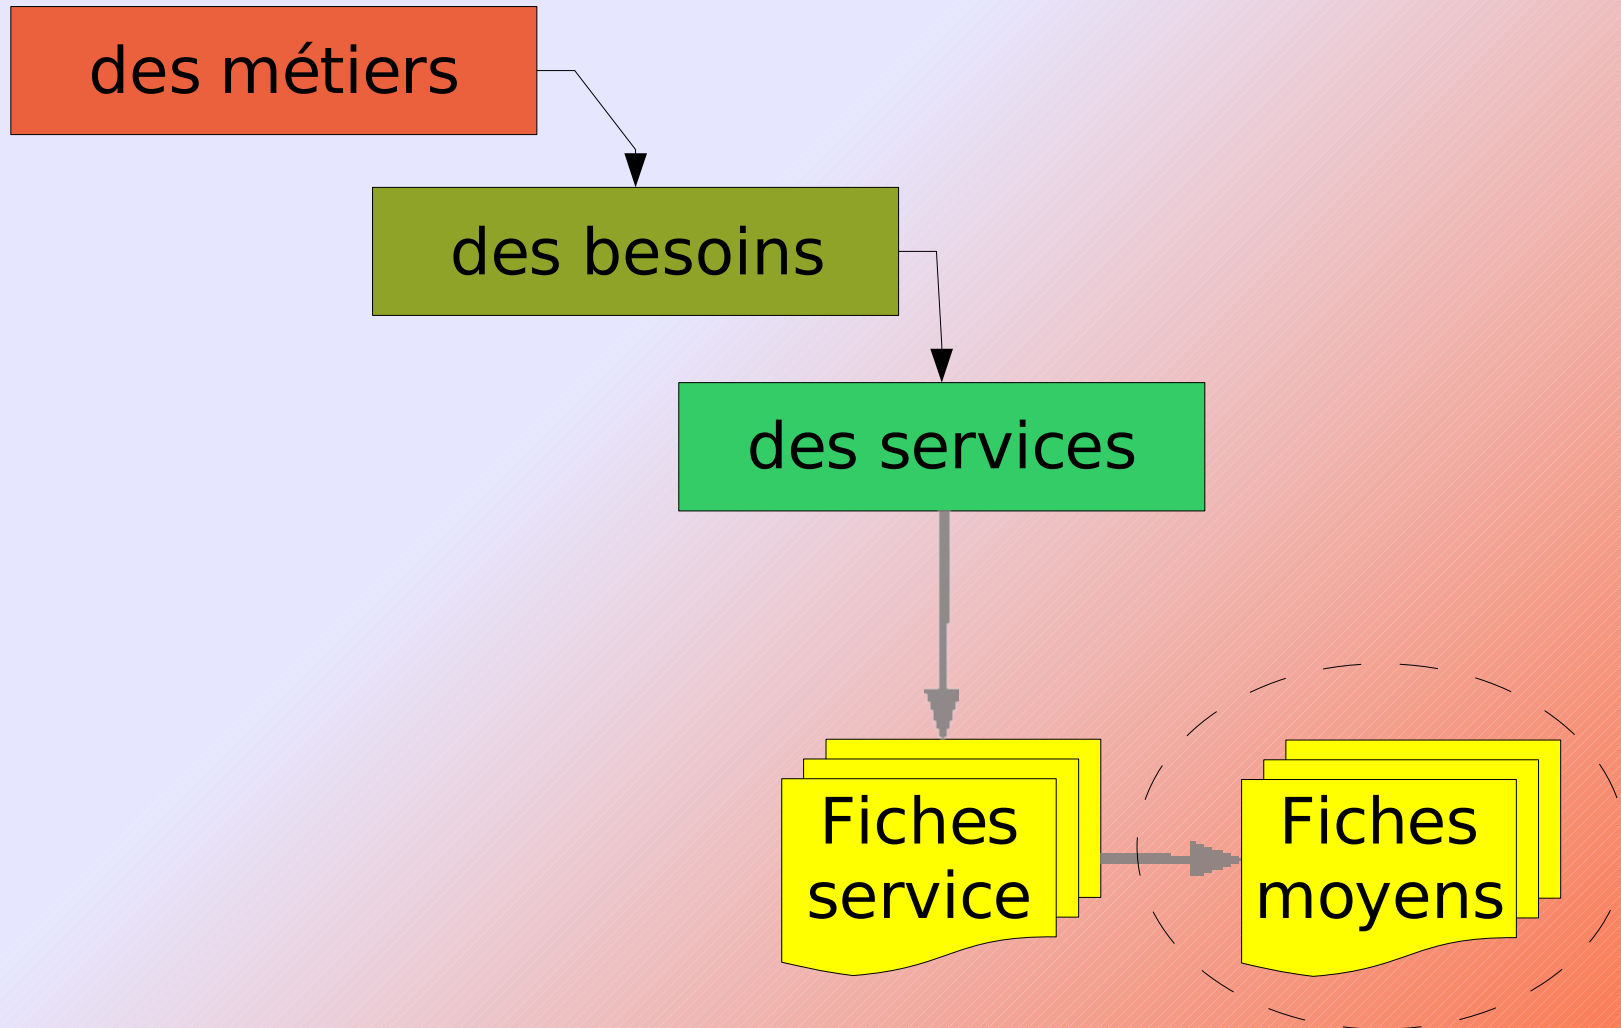 des métiers
des besoins
des services
Fiches
service
Fiches
moyens